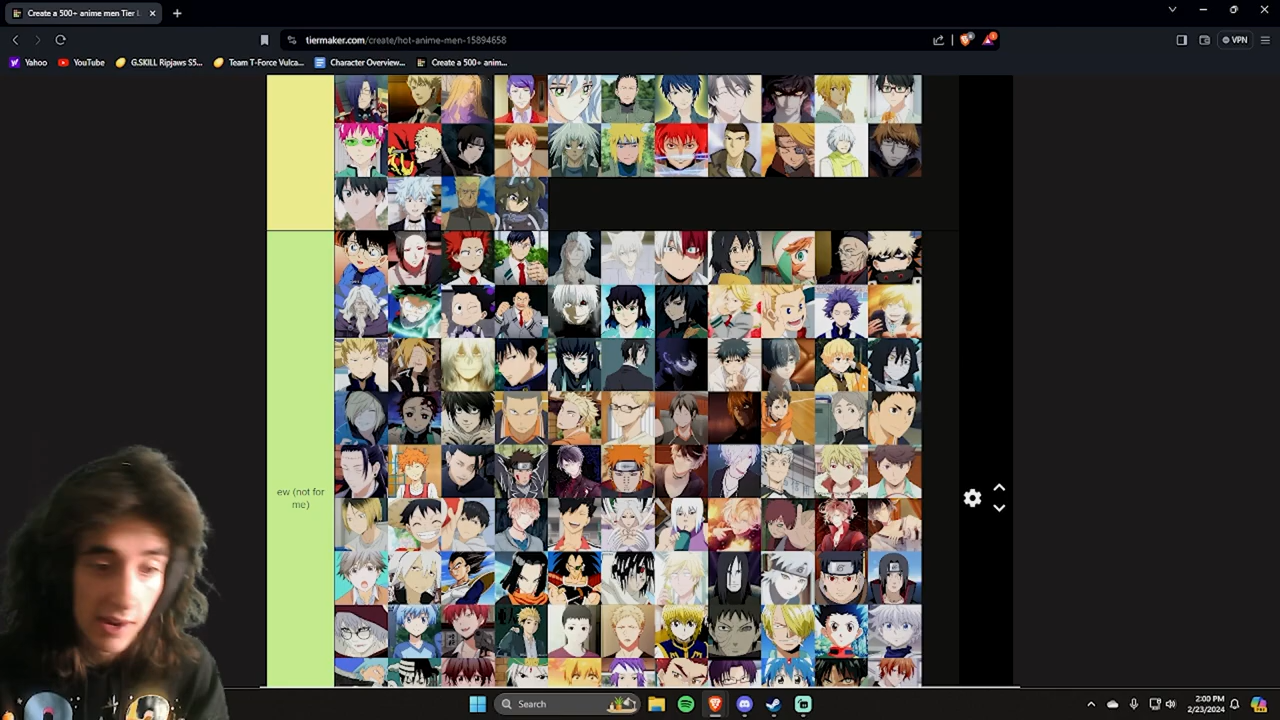 Create a 500+ anime men Tier l
tiermaker.com/create/hot-anime-men-15894658
VPN
Yahoo
YouTube
G.SKILL Ripjaws S5...
Team T-Force Vulca...
Character Overview...
Create a 500+ anim...
ew (not for
me)
Search
2:00 PM
2/23/2024